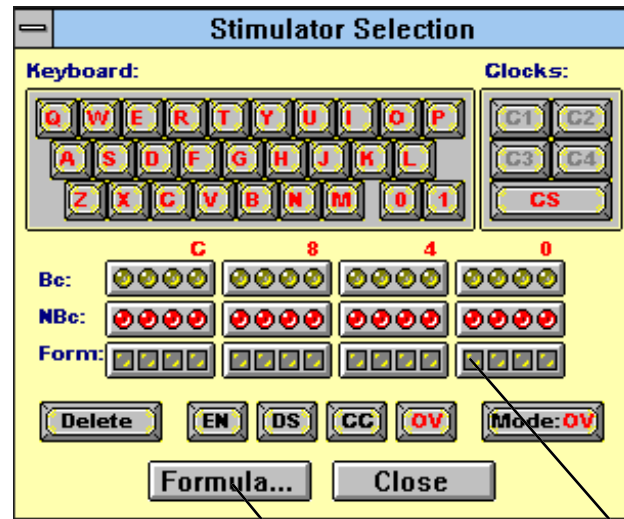 Stimulator Selection
Keyboard: Clocks:
Q W E R T Y U I O P C1 C2
A S D F G H J K L C3 C4
Z X C V B N M 0 1 CS
C 8 4 0
Bc:
NBc:
Form:
Delete EN DS CC OV Mode:OV
Formula... Close